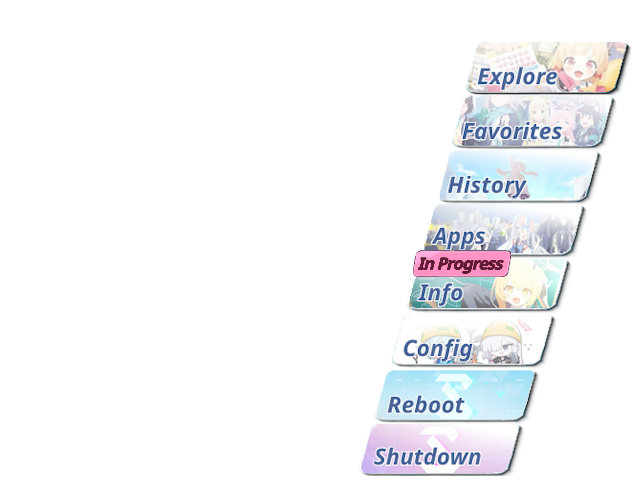 Explore
Favorites
History
Apps
In Progress
Info
Config
Reboot
Shutdown